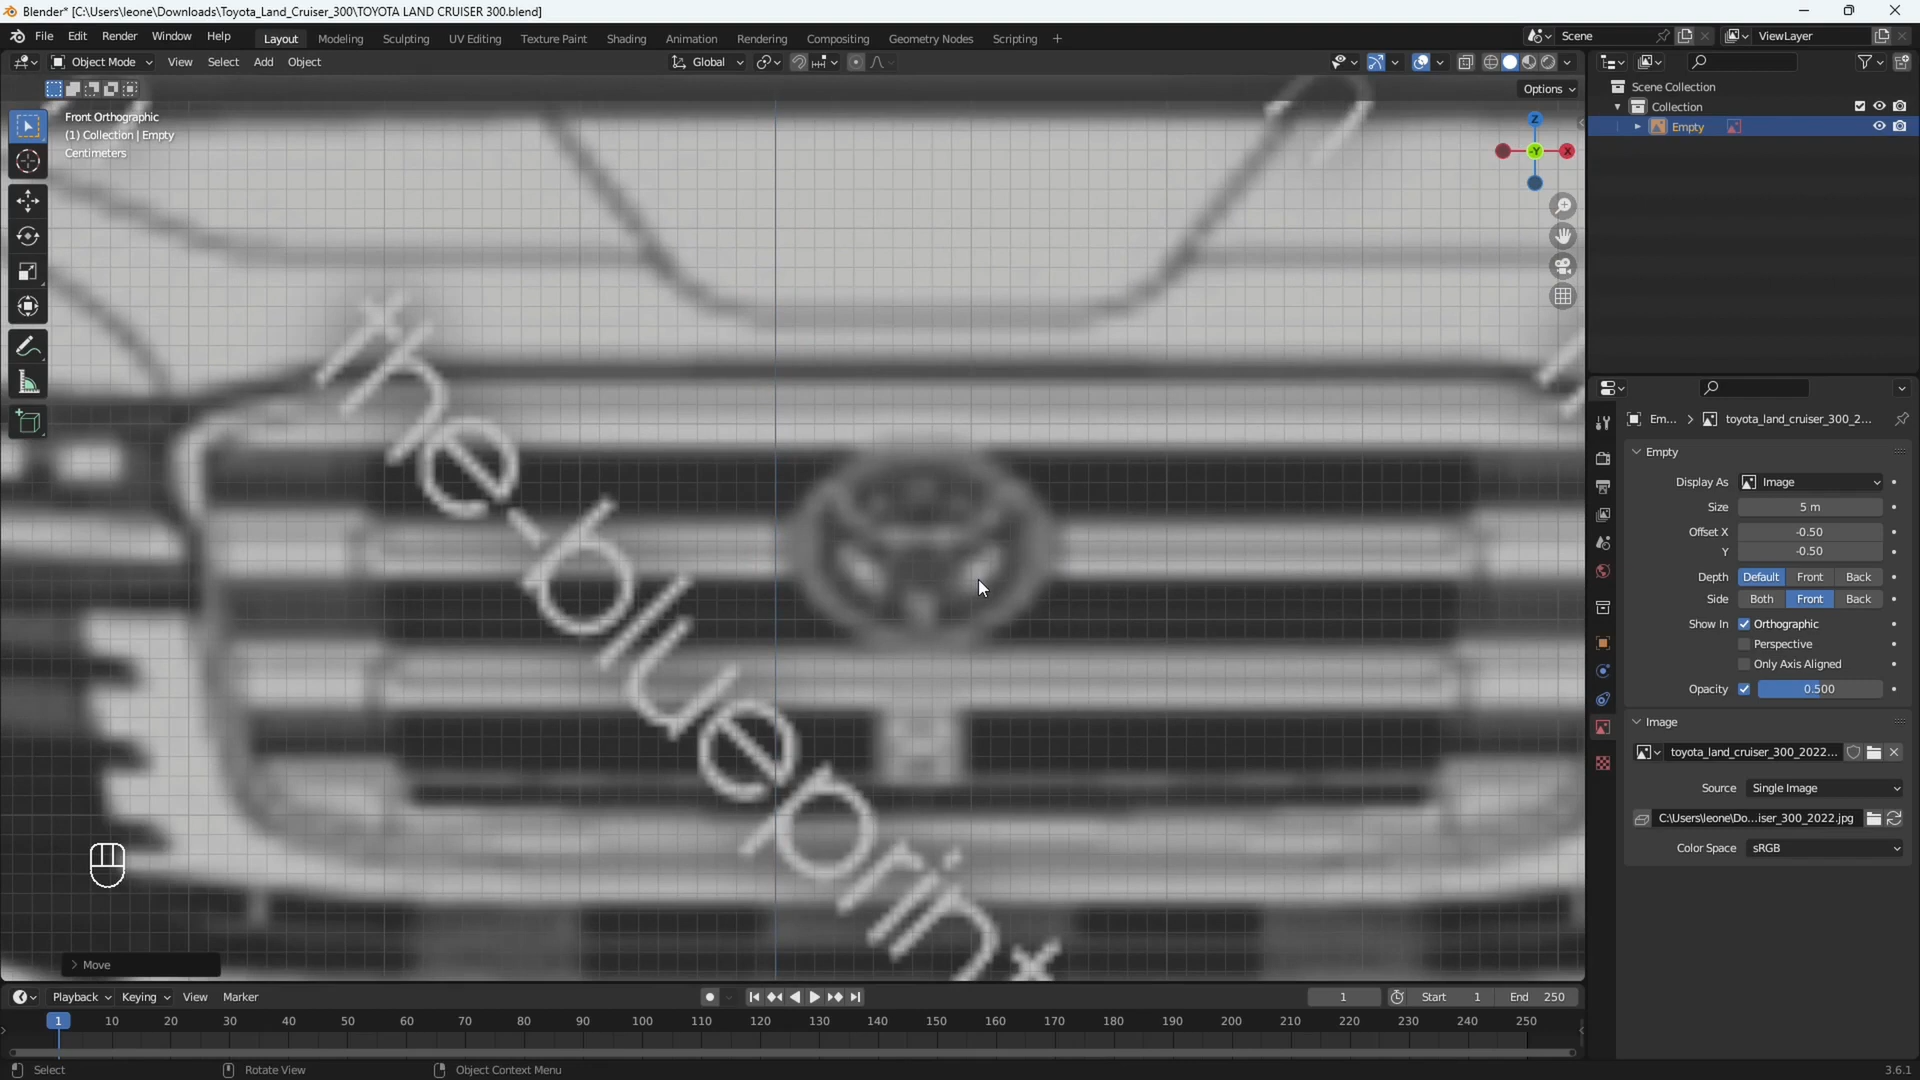 Blender* [C:\Users\leone\Downloads\Toyota_Land_Cruiser_300\TOYOTA LAND CRUISER 300.blend]
File Edit Render Window Help
Layout Modeling Sculpting UV Editing Texture Paint Shading Animation Rendering Compositing Geometry Nodes Scripting +
Scene
ViewLayer
Object Mode View Select Add Object
Global
Options
Front Orthographic
(1) Collection | Empty
Centimeters
Z
-Y
X
Scene Collection
Collection
Empty
Em... > toyota_land_cruiser_300_2...
Empty
Display As Image
Size 5 m
Offset X -0.50
Y -0.50
Depth Default Front Back
Side Both Front Back
Show In Orthographic
Perspective
Only Axis Aligned
Opacity 0.500
Image
toyota_land_cruiser_300_2022...
Source Single Image
C:\Users\leone\Do...iser_300_2022.jpg
Color Space sRGB
the-blueprin
Move
Playback Keying View Marker
1
Start 1 End 250
1 10 20 30 40 50 60 70 80 90 100 110 120 130 140 150 160 170 180 190 200 210 220 230 240 250
Select Rotate View Object Context Menu
3.6.1